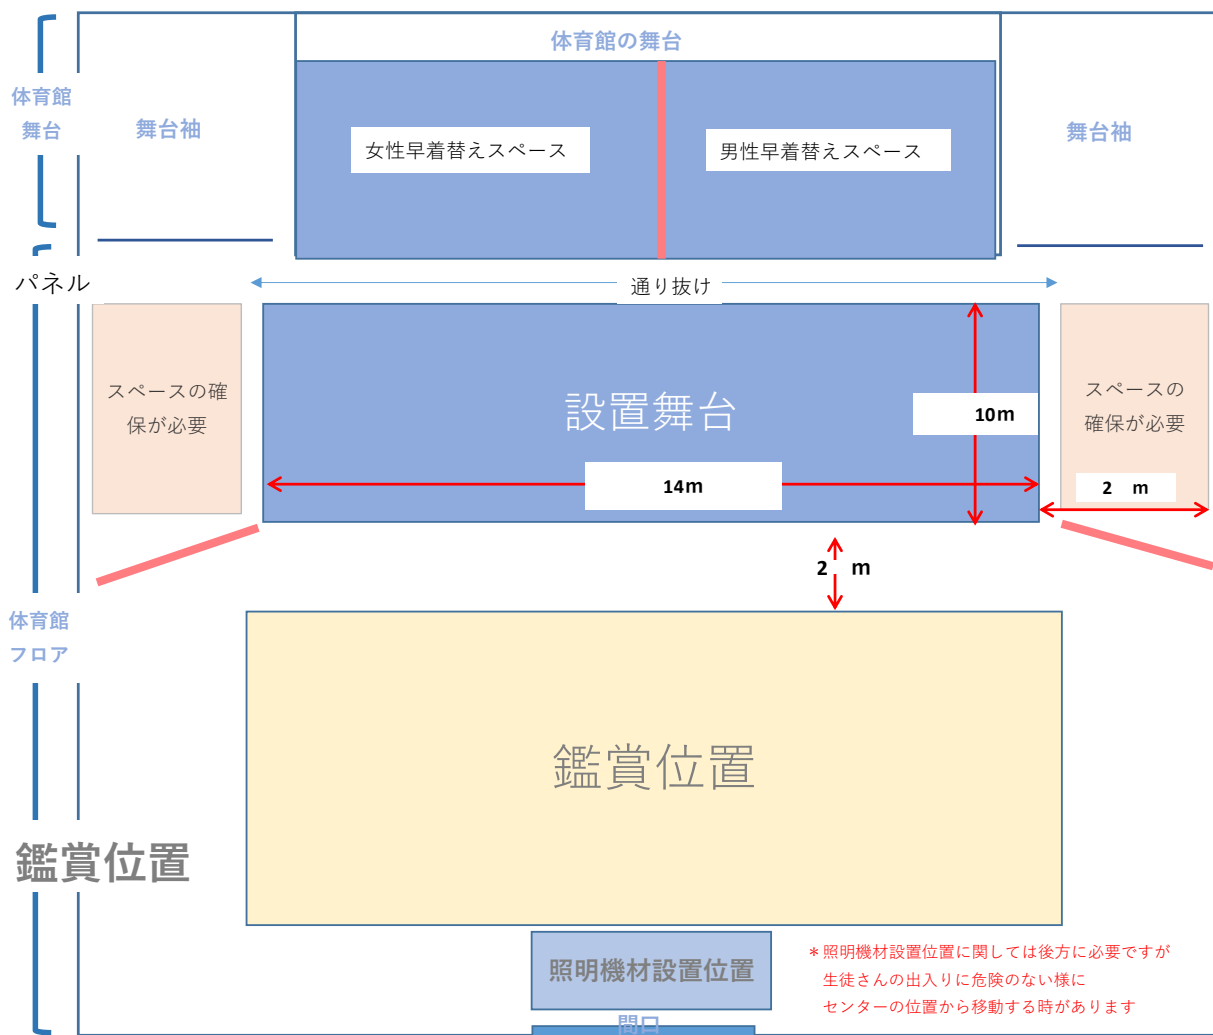 体育館の舞台
体育館
舞台
舞台袖
女性早着替えスペース
男性早着替えスペース
舞台袖
パネル
通り抜け
スペースの確
保が必要
設置舞台
10m
14m
スペースの
確保が必要
2 m
2 m
体育館
フロア
鑑賞位置
鑑賞位置
照明機材設置位置
＊照明機材設置位置に関しては後方に必要ですが
生徒さんの出入りに危険のない様に
センターの位置から移動する時があります
間口